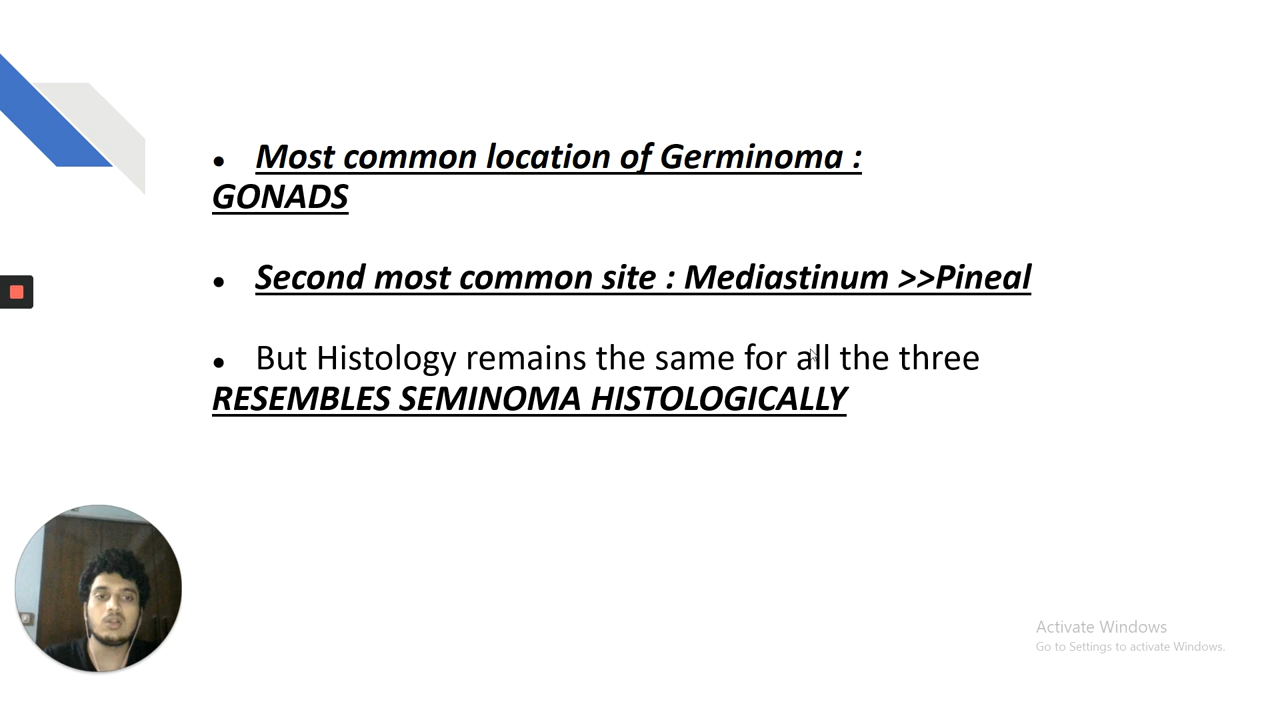 ● Most common location of Germinoma :
GONADS
● Second most common site : Mediastinum >>Pineal
● But Histology remains the same for all the three
RESEMBLES SEMINOMA HISTOLOGICALLY
Activate Windows
Go to Settings to activate Windows.